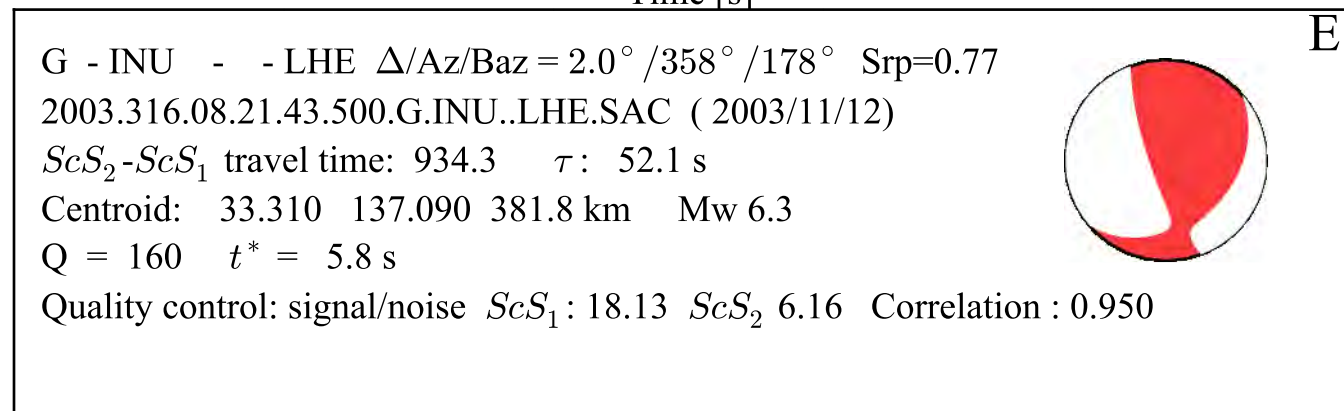 Time [s]
E
G - INU - - LHE Δ/Az/Baz = 2.0° /358° /178° Srp=0.77
2003.316.08.21.43.500.G.INU..LHE.SAC ( 2003/11/12)
ScS₂-ScS₁ travel time: 934.3 τ : 52.1 s
Centroid: 33.310 137.090 381.8 km Mw 6.3
Q = 160 t* = 5.8 s
Quality control: signal/noise ScS₁ : 18.13 ScS₂ 6.16 Correlation : 0.950